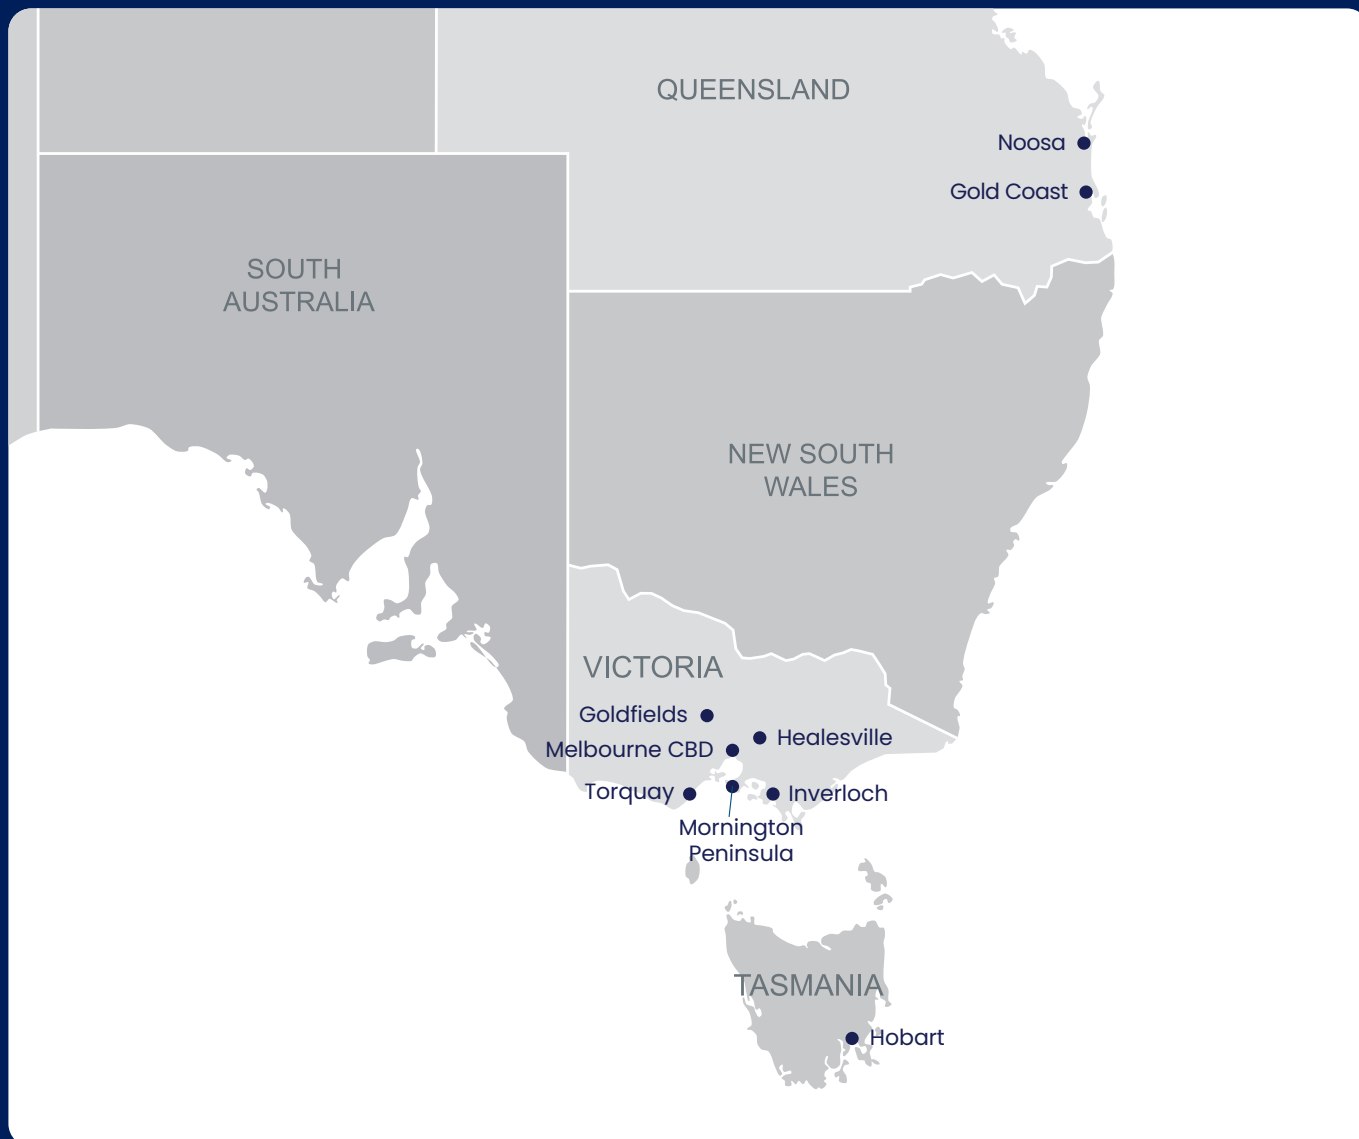 QUEENSLAND
Noosa
Gold Coast
SOUTH
AUSTRALIA
NEW SOUTH
WALES
VICTORIA
Goldfields
Healesville
Melbourne CBD
Torquay
Inverloch
Mornington
Peninsula
TASMANIA
Hobart